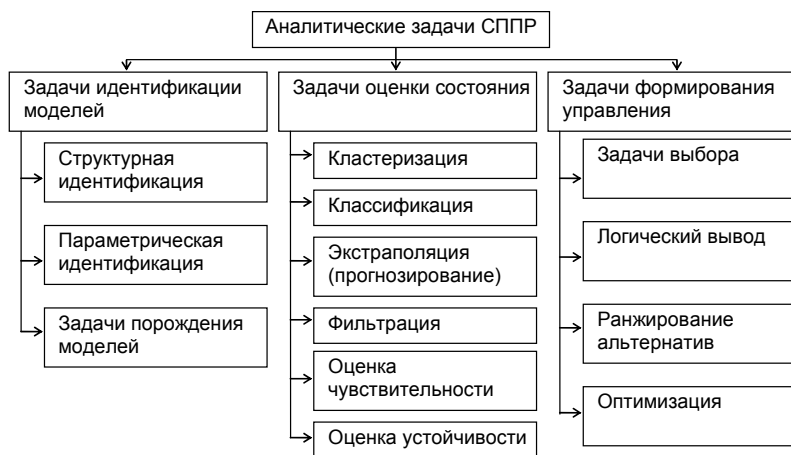 Аналитические задачи СППР
Задачи идентификации
моделей
Структурная
идентификация
Параметрическая
идентификация
Задачи порождения
моделей
Задачи оценки состояния
Кластеризация
Классификация
Экстраполяция
(прогнозирование)
Фильтрация
Оценка
чувствительности
Оценка устойчивости
Задачи формирования
управления
Задачи выбора
Логический вывод
Ранжирование
альтернатив
Оптимизация